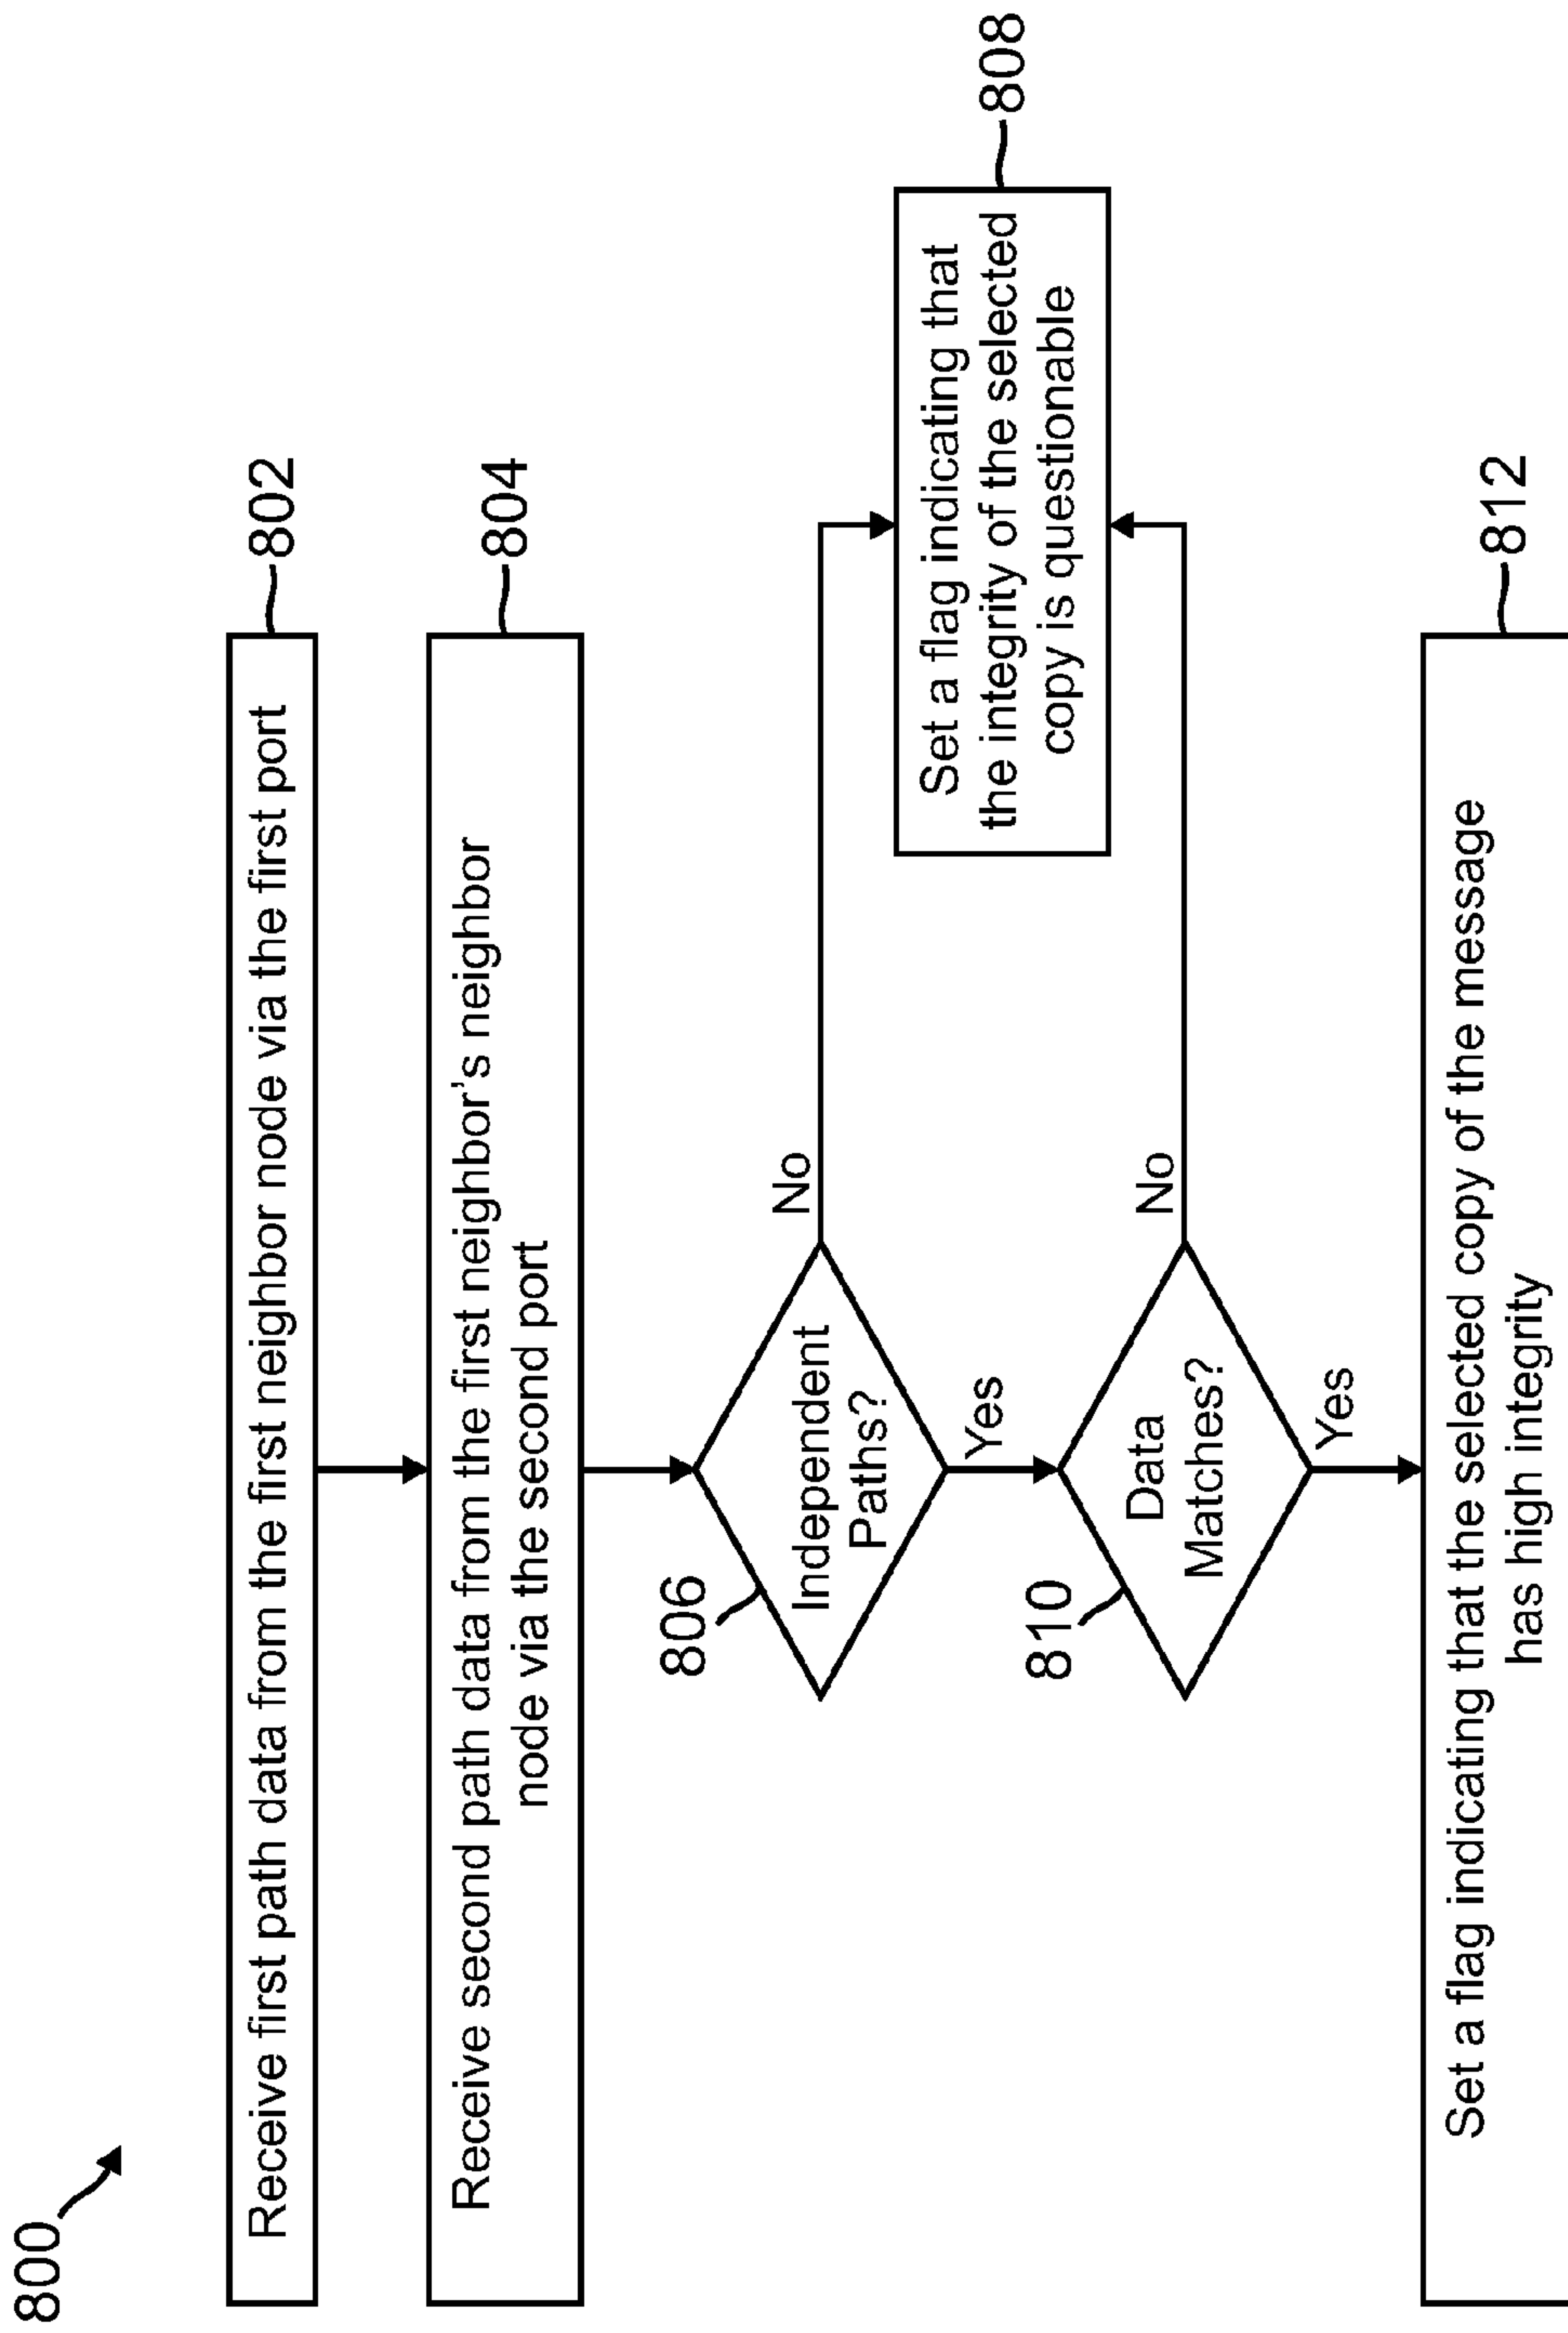 800
Receive first path data from the first neighbor node via the first port
802
Receive second path data from the first neighbor's neighbor
node via the second port
804
806
Independent
Paths?
No
Yes
Set a flag indicating that
the integrity of the selected
copy is questionable
808
810
Data
Matches?
No
Yes
Set a flag indicating that the selected copy of the message
has high integrity
812